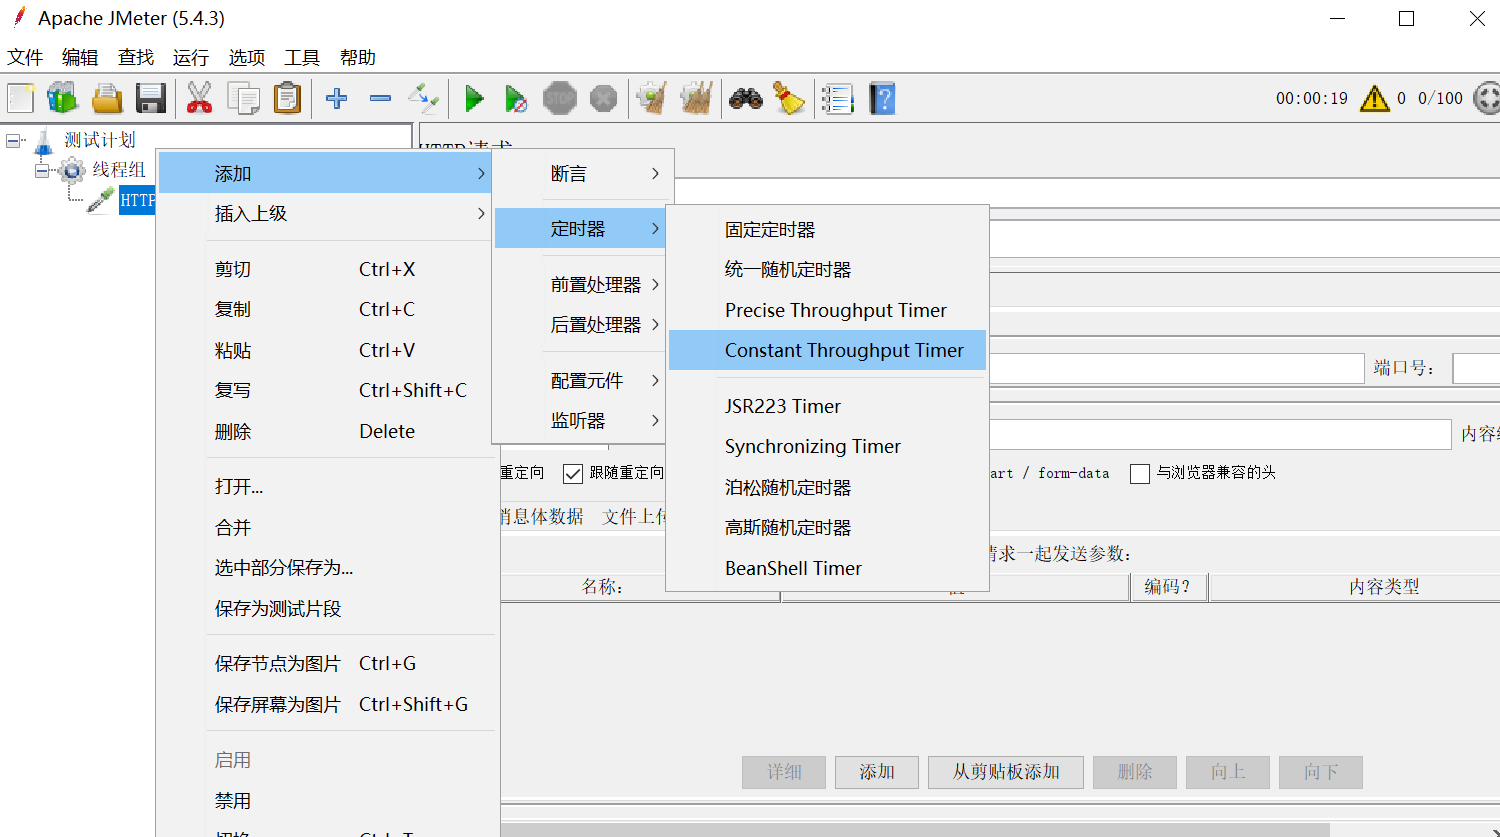 Apache JMeter (5.4.3)
文件 编辑 查找 运行 选项 工具 帮助
STOP
00:00:19 0 0/100
测试计划
线程组
HTTP
HTTP请求
添加
插入上级
剪切 Ctrl+X
复制 Ctrl+C
粘贴 Ctrl+V
复写 Ctrl+Shift+C
删除 Delete
打开...
合并
选中部分保存为...
保存为测试片段
保存节点为图片 Ctrl+G
保存屏幕为图片 Ctrl+Shift+G
启用
禁用
切换 Ctrl+T
断言
定时器
前置处理器
后置处理器
配置元件
监听器
固定定时器
统一随机定时器
Precise Throughput Timer
Constant Throughput Timer
JSR223 Timer
Synchronizing Timer
泊松随机定时器
高斯随机定时器
BeanShell Timer
端口号：
内容
重定向 跟随重定向 art / form-data 与浏览器兼容的头
消息体数据 文件上传
请求一起发送参数：
名称： 值 编码？ 内容类型
详细 添加 从剪贴板添加 删除 向上 向下